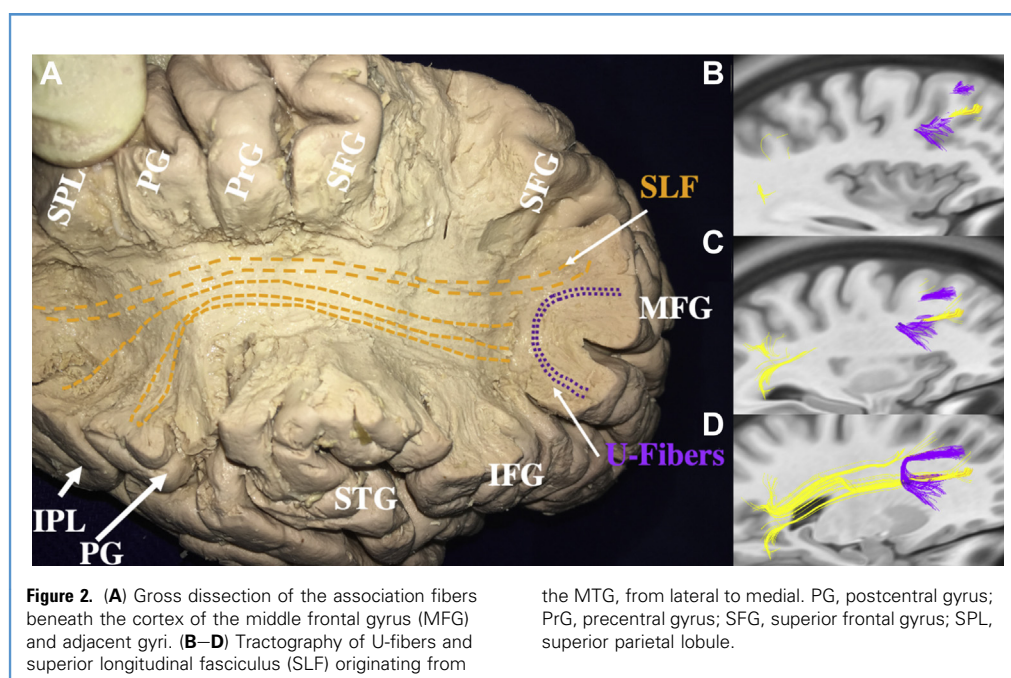 A
B
SPL
PG
PrG
SFG
SFG
SLF
C
MFG
D
U-Fibers
IFG
STG
IPL
PG
Figure 2. (A) Gross dissection of the association fibers
beneath the cortex of the middle frontal gyrus (MFG)
and adjacent gyri. (B–D) Tractography of U-fibers and
superior longitudinal fasciculus (SLF) originating from
the MTG, from lateral to medial. PG, postcentral gyrus;
PrG, precentral gyrus; SFG, superior frontal gyrus; SPL,
superior parietal lobule.